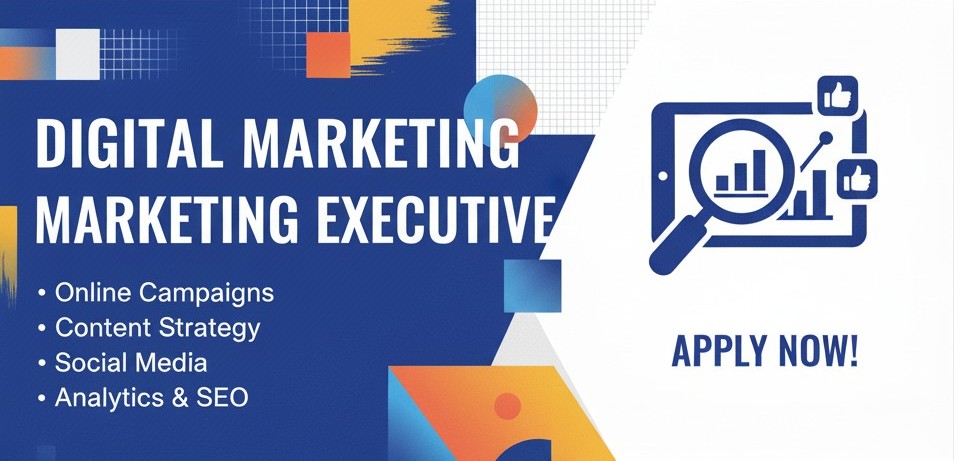 DIGITAL MARKETING
MARKETING EXECUTIVE
• Online Campaigns
• Content Strategy
• Social Media
• Analytics & SEO
APPLY NOW!